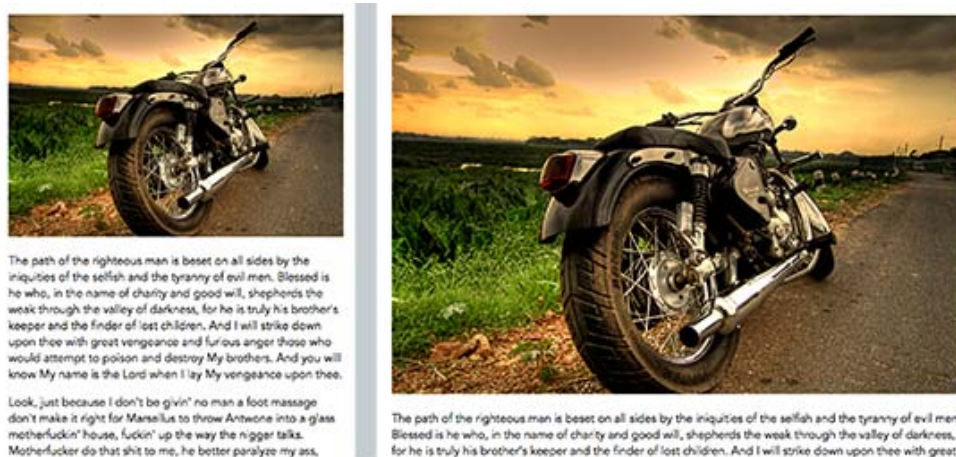 The path of the righteous man is beset on all sides by the
iniquities of the selfish and the tyranny of evil men. Blessed is
he who, in the name of charity and good will, shepherds the
weak through the valley of darkness, for he is truly his brother's
keeper and the finder of lost children. And I will strike down
upon thee with great vengeance and furious anger those who
would attempt to poison and destroy My brothers. And you will
know My name is the Lord when I lay My vengeance upon thee.
Look, just because I don't be givin' no man a foot massage
don't make it right for Marsellus to throw Antwone into a glass
motherfuckin' house, fuckin' up the way the nigger talks.
Motherfucker do that shit to me, he better paralyze my ass,
The path of the righteous man is beset on all sides by the iniquities of the selfish and the tyranny of evil men
Blessed is he who, in the name of charity and good will, shepherds the weak through the valley of darkness,
for he is truly his brother's keeper and the finder of lost children. And I will strike down upon thee with great